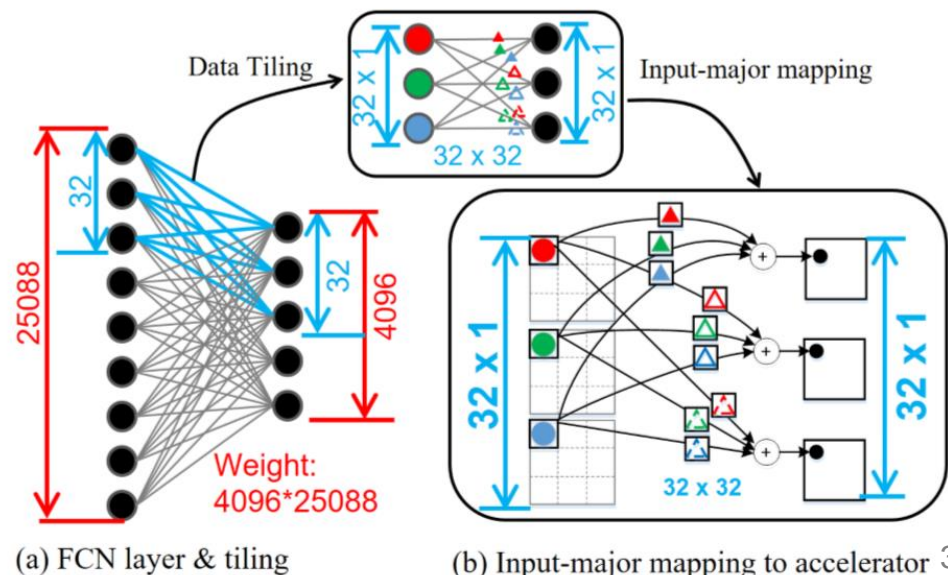 Data Tiling
32 x 1
32 x 1
32 x 32
Input-major mapping
25088
32
32
4096
Weight:
4096*25088
32 x 1
+
+
+
32 x 32
32 x 1
(a) FCN layer & tiling
(b) Input-major mapping to accelerator